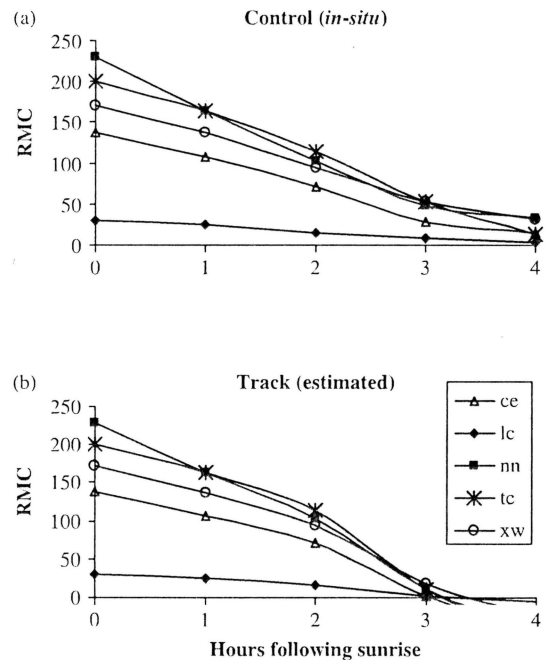 (a) Control (in-situ)
250
200
150
100
50
0
RMC
0 1 2 3 4
(b) Track (estimated)
250
200
150
100
50
0
RMC
0 1 2 3 4
Hours following sunrise
ce
lc
nn
tc
xw